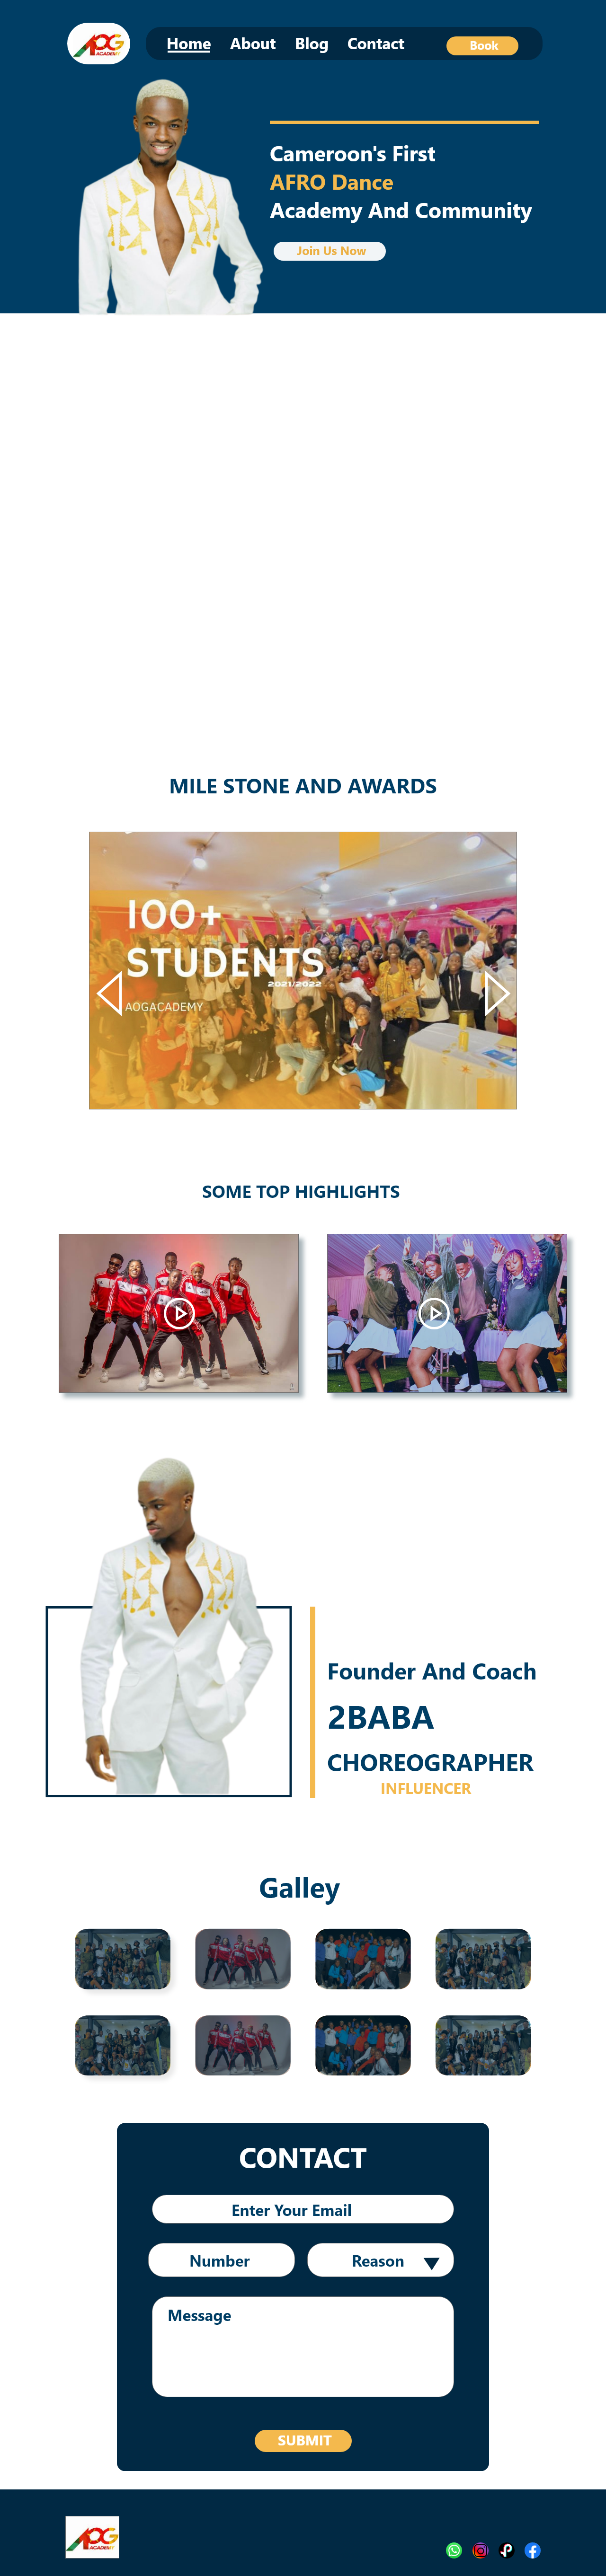 AOG
ACADEMY
Home About Blog Contact Book
Cameroon's First
AFRO Dance
Academy And Community
Join Us Now
MILE STONE AND AWARDS
100+
STUDENTS
2021/2022
AOGACADEMY
SOME TOP HIGHLIGHTS
Founder And Coach
2BABA
CHOREOGRAPHER
INFLUENCER
Galley
CONTACT
Enter Your Email
Number Reason
Message
SUBMIT
AOG
ACADEMY